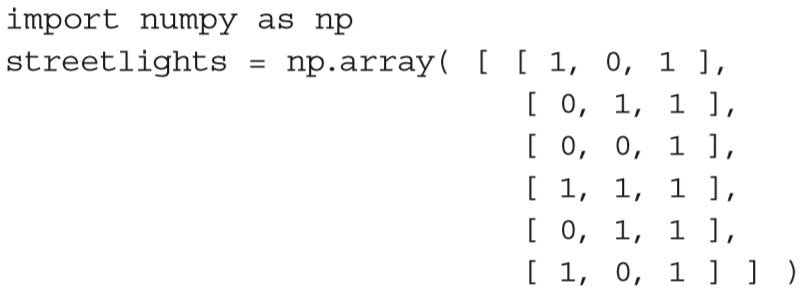 import numpy as np
streetlights = np.array( [ [ 1, 0, 1 ],
[ 0, 1, 1 ],
[ 0, 0, 1 ],
[ 1, 1, 1 ],
[ 0, 1, 1 ],
[ 1, 0, 1 ] ] )